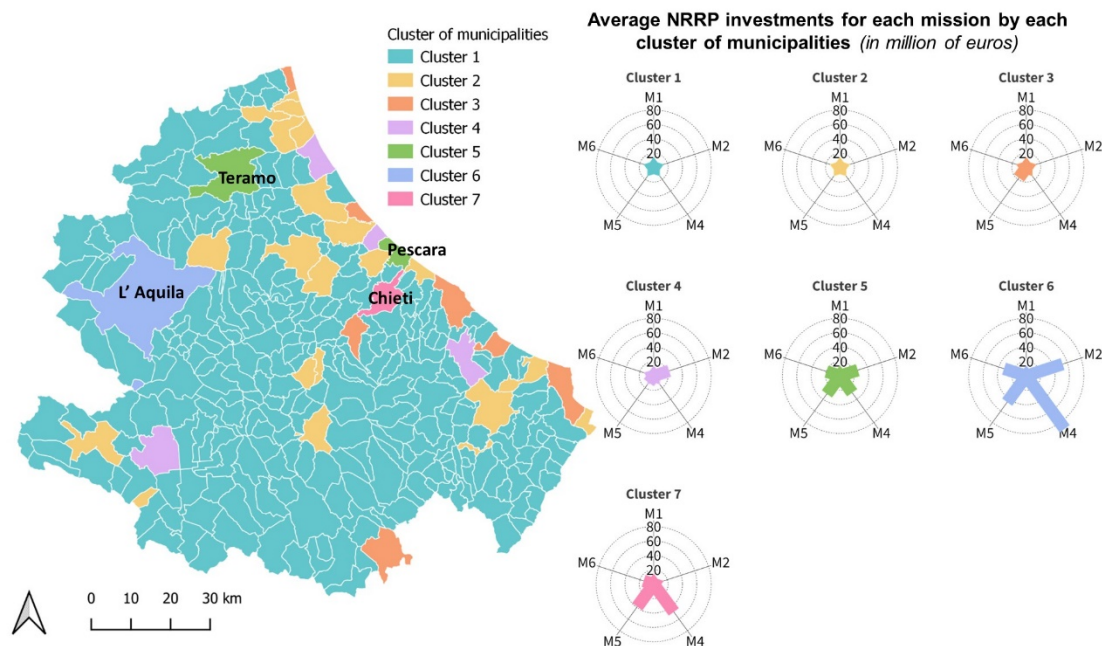 Cluster of municipalities
Cluster 1
Cluster 2
Cluster 3
Cluster 4
Cluster 5
Cluster 6
Cluster 7
Teramo
Pescara
L’ Aquila
Chieti
0 10 20 30 km
Average NRRP investments for each mission by each
cluster of municipalities (in million of euros)
Cluster 1
M1
80
60
40
20
M6 M2
M5 M4
Cluster 2
M1
80
60
40
20
M6 M2
M5 M4
Cluster 3
M1
80
60
40
20
M6 M2
M5 M4
Cluster 4
M1
80
60
40
20
M6 M2
M5 M4
Cluster 5
M1
80
60
40
20
M6 M2
M5 M4
Cluster 6
M1
80
60
40
20
M6 M2
M5 M4
Cluster 7
M1
80
60
40
20
M6 M2
M5 M4